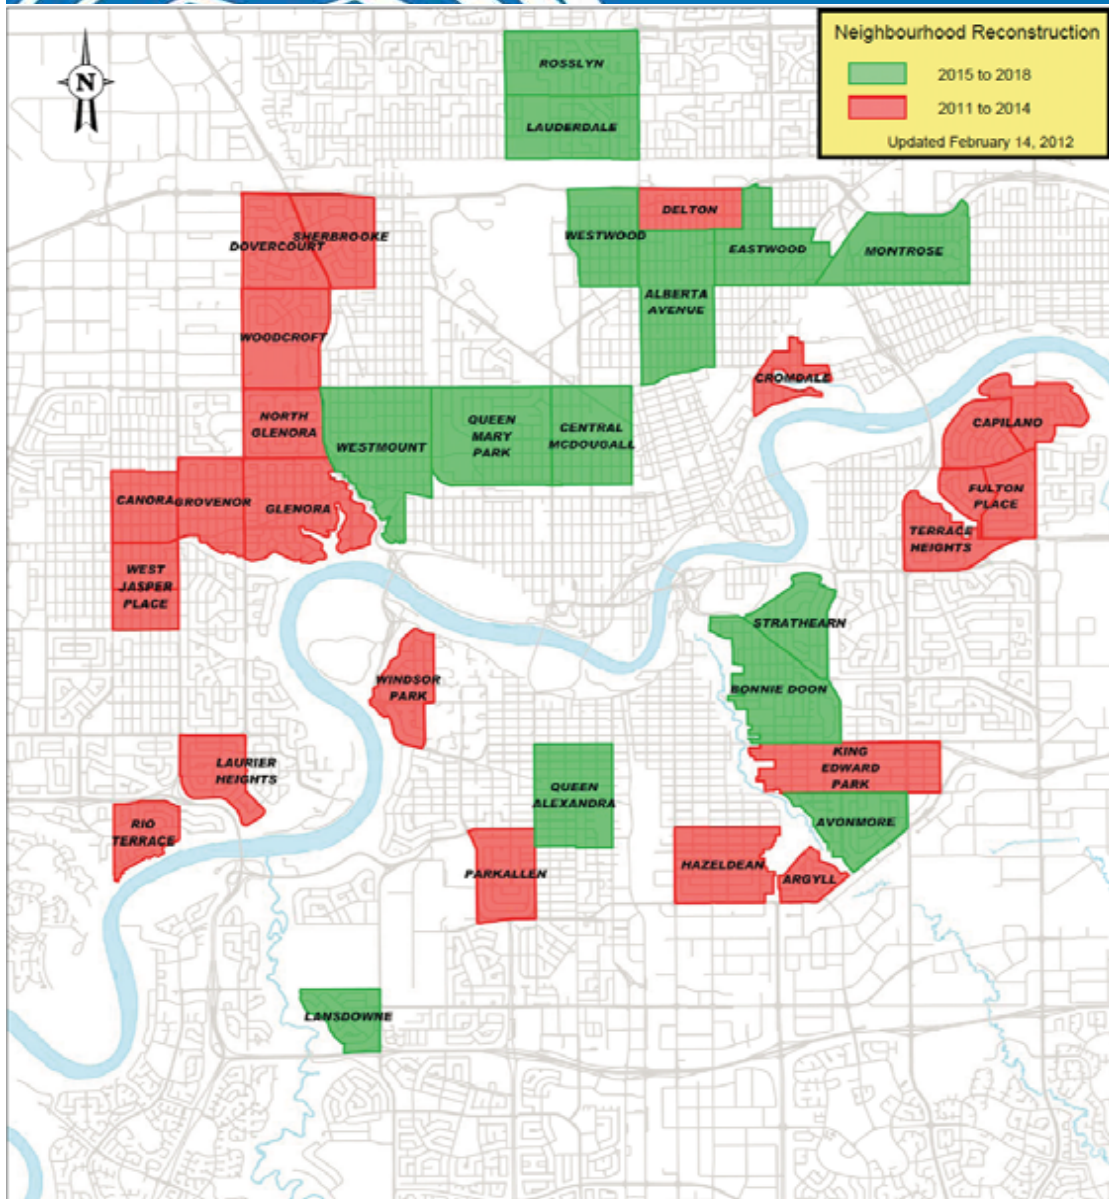 Neighbourhood Reconstruction
2015 to 2018
2011 to 2014
Updated February 14, 2012
N
ROSSLYN
LAUDERDALE
DELTON
SHERBROOKE
DOVERCOURT
WESTWOOD
EASTWOOD
MONTROSE
ALBERTA
AVENUE
WOODCROFT
CROMDALE
NORTH
GLENORA
WESTMOUNT
QUEEN
MARY
PARK
CENTRAL
MCDOUGALL
CAPILANO
CANORA
GROVENOR
GLENORA
FULTON
PLACE
TERRACE
HEIGHTS
WEST
JASPER
PLACE
STRATHEARN
WINDSOR
PARK
BONNIE DOON
LAURIER
HEIGHTS
KING
EDWARD
PARK
QUEEN
ALEXANDRA
RIO
TERRACE
AVONMORE
PARKALLEN
HAZELDEAN
ARGYLL
LANSDOWNE